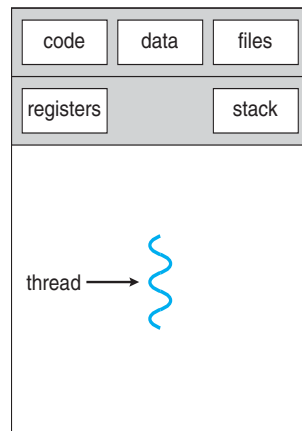 code data files
registers stack
thread